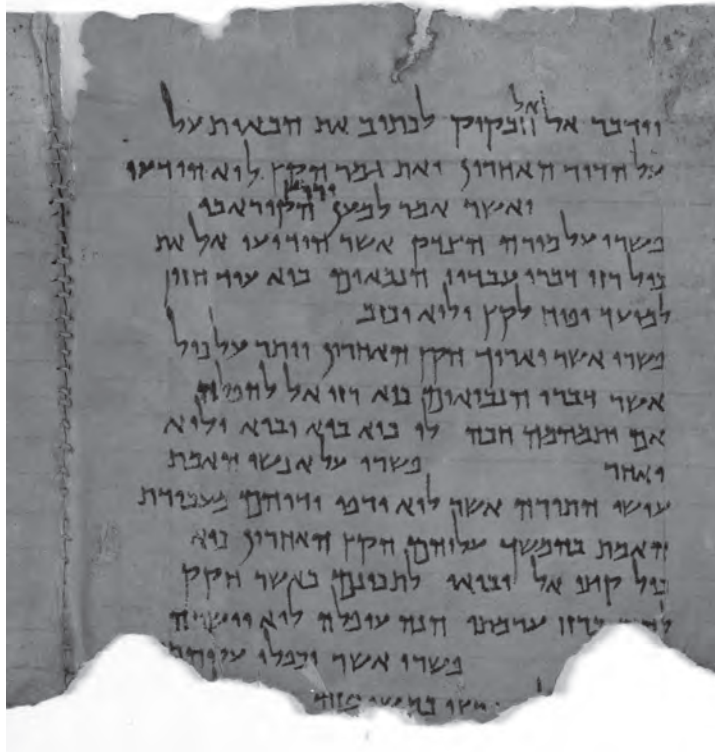 וידבר אל אל חבקוק לכתוב את הבאות על
על הדור האחרון ואת גמר הקץ לוא הודעו
ואשר אמר למען ירוץ הקורא בו
פשרו על מורה הצדק אשר הודיעו אל את
כול רזי דברי עבדיו הנבאים כיא עוד חזון
למועד יפיח לקץ ולוא יכזב
פשרו אשר יארוך הקץ האחרון ויתר על כול
אשר דברו הנביאים כיא רזי אל להפלה
אם יתמהמה חכה לו כיא בוא יבוא ולוא
יאחר פשרו על אנשי האמת
עושי התורה אשר לוא ירפו ידיהם מעבודת
האמת בהמשך עליהם הקץ האחרון כיא
כול קיצי אל יבואו לתכונם כאשר חקק
ברזי ערמתו הנה עופלה לוא יושרה
פשרו אשר יכפלו עליהם